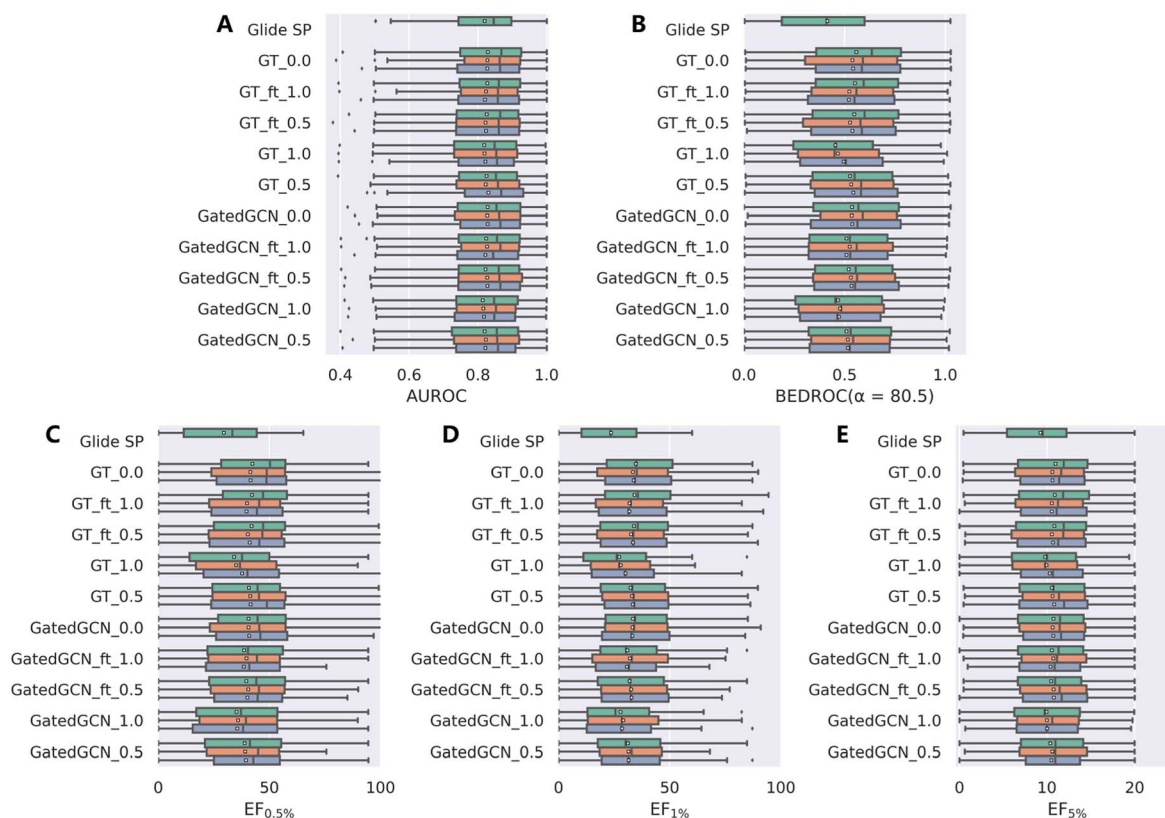 A
Glide SP
GT_0.0
GT_ft_1.0
GT_ft_0.5
GT_1.0
GT_0.5
GatedGCN_0.0
GatedGCN_ft_1.0
GatedGCN_ft_0.5
GatedGCN_1.0
GatedGCN_0.5
0.4 0.6 0.8 1.0
AUROC
B
Glide SP
GT_0.0
GT_ft_1.0
GT_ft_0.5
GT_1.0
GT_0.5
GatedGCN_0.0
GatedGCN_ft_1.0
GatedGCN_ft_0.5
GatedGCN_1.0
GatedGCN_0.5
0.0 0.5 1.0
BEDROC(α = 80.5)
C
Glide SP
GT_0.0
GT_ft_1.0
GT_ft_0.5
GT_1.0
GT_0.5
GatedGCN_0.0
GatedGCN_ft_1.0
GatedGCN_ft_0.5
GatedGCN_1.0
GatedGCN_0.5
0 50 100
EF0.5%
D
Glide SP
GT_0.0
GT_ft_1.0
GT_ft_0.5
GT_1.0
GT_0.5
GatedGCN_0.0
GatedGCN_ft_1.0
GatedGCN_ft_0.5
GatedGCN_1.0
GatedGCN_0.5
0 50 100
EF1%
E
Glide SP
GT_0.0
GT_ft_1.0
GT_ft_0.5
GT_1.0
GT_0.5
GatedGCN_0.0
GatedGCN_ft_1.0
GatedGCN_ft_0.5
GatedGCN_1.0
GatedGCN_0.5
0 10 20
EF5%